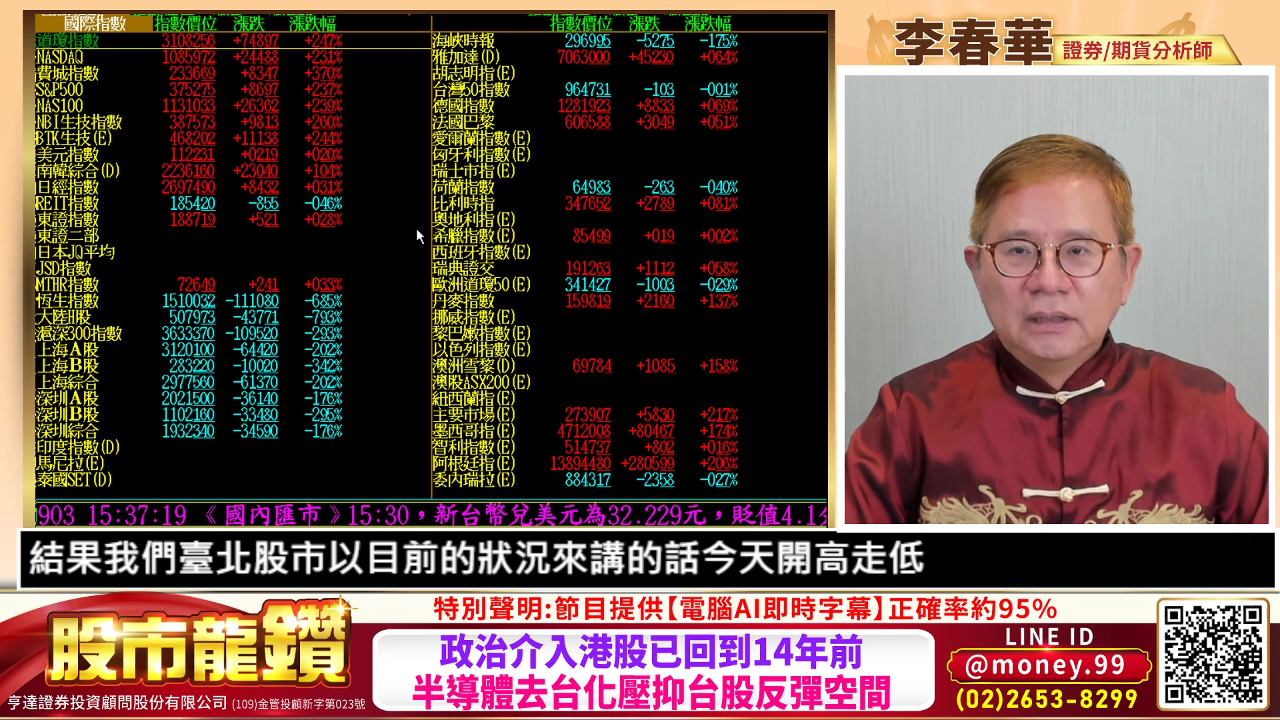 國際指數 指數價位 漲跌 漲跌幅
道瓊指數 3108256 +74897 +247%
NASDAQ 1085972 +24488 +231%
費城指數 233669 +8347 +370%
S&P500 375275 +8697 +237%
NAS100 1131033 +26362 +239%
NBI生技指數 387573 +9813 +260%
BTK生技(E) 468202 +11138 +244%
美元指數 112231 +0219 +020%
南韓綜合(D) 2236160 +23040 +104%
日經指數 2697490 +8432 +031%
REIT指數 185420 -855 -046%
東證指數 188719 +521 +028%
東證二部
日本JQ平均
JSD指數
MTHR指數 72649 +241 +033%
恆生指數 1510032 -111080 -685%
大陸H股 507973 -43771 -793%
滬深300指數 3633370 -109520 -293%
上海A股 3120100 -64420 -202%
上海B股 283220 -10020 -342%
上海綜合 2977560 -61370 -202%
深圳A股 2021500 -36140 -176%
深圳B股 1102160 -33480 -295%
深圳綜合 1932340 -34590 -176%
印度指數(D)
馬尼拉(E)
泰國SET(D)
指數價位 漲跌 漲跌幅
海峽時報 296995 -5275 -175%
雅加達(D) 7063000 +45230 +064%
胡志明指(E)
台灣50指數 964731 -103 -001%
德國指數 1281923 +8833 +069%
法國巴黎 606588 +3049 +051%
愛爾蘭指數(E)
匈牙利指數(E)
瑞士市指(E)
荷蘭指數 64983 -263 -040%
比利時指 347652 +2789 +081%
奧地利指(E)
希臘指數(E) 85499 +019 +002%
西班牙指數(E)
瑞典證交 191263 +1112 +058%
歐洲道瓊50(E) 341427 -1003 -029%
丹麥指數 159819 +2160 +137%
挪威指數(E)
黎巴嫩指數(E)
以色列指數(E)
澳洲雪黎(D) 69784 +1085 +158%
澳股ASX200(E)
紐西蘭指(E)
主要市場(E) 273907 +5830 +217%
墨西哥指(E) 4712008 +80467 +174%
智利指數(E) 514737 +802 +016%
阿根廷指(E) 13894480 +280599 +206%
委內瑞拉(E) 884317 -2358 -027%
903 15:37:19 《國內匯市》15:30，新台幣兌美元為32.229元，貶值4.1
李春華 證券/期貨分析師
結果我們臺北股市以目前的狀況來講的話今天開高走低
特別聲明:節目提供【電腦AI即時字幕】正確率約95%
股市龍鑽
亨達證券投資顧問股份有限公司 (109)金管投顧新字第023號
政治介入港股已回到14年前
半導體去台化壓抑台股反彈空間
LINE ID
@money.99
(02)2653-8299